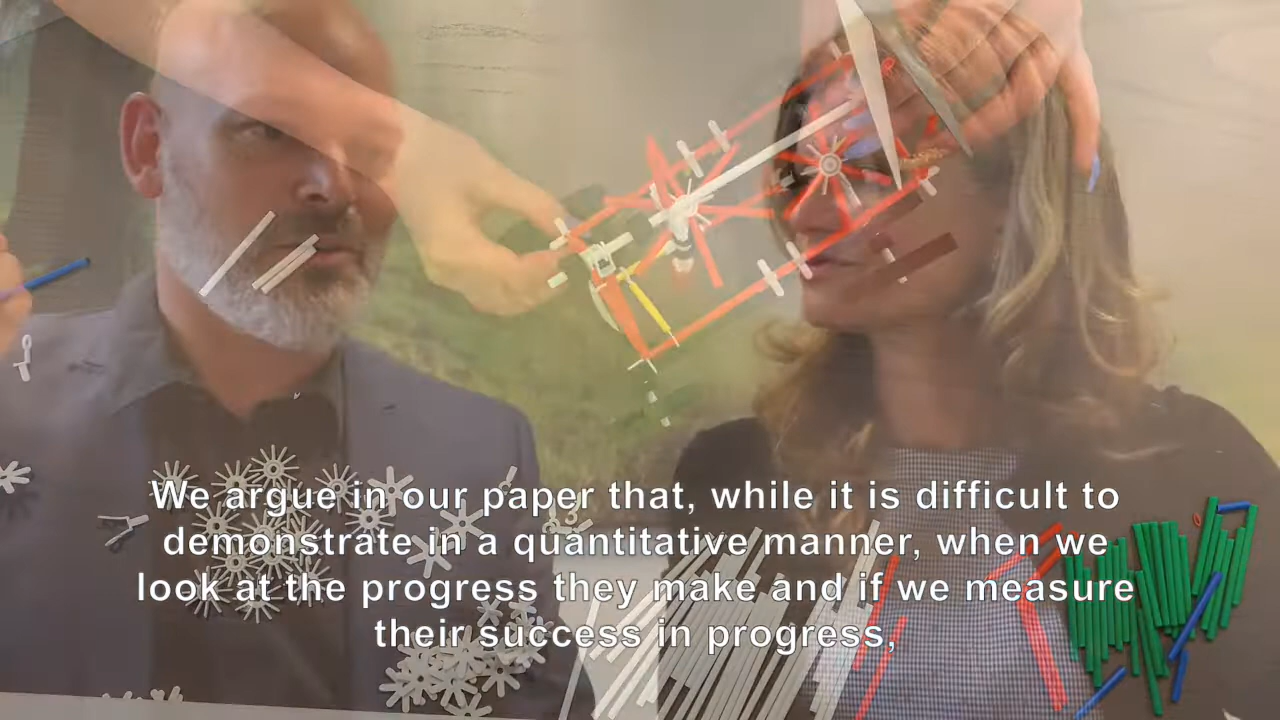 We argue in our paper that, while it is difficult to
demonstrate in a quantitative manner, when we
look at the progress they make and if we measure
their success in progress,